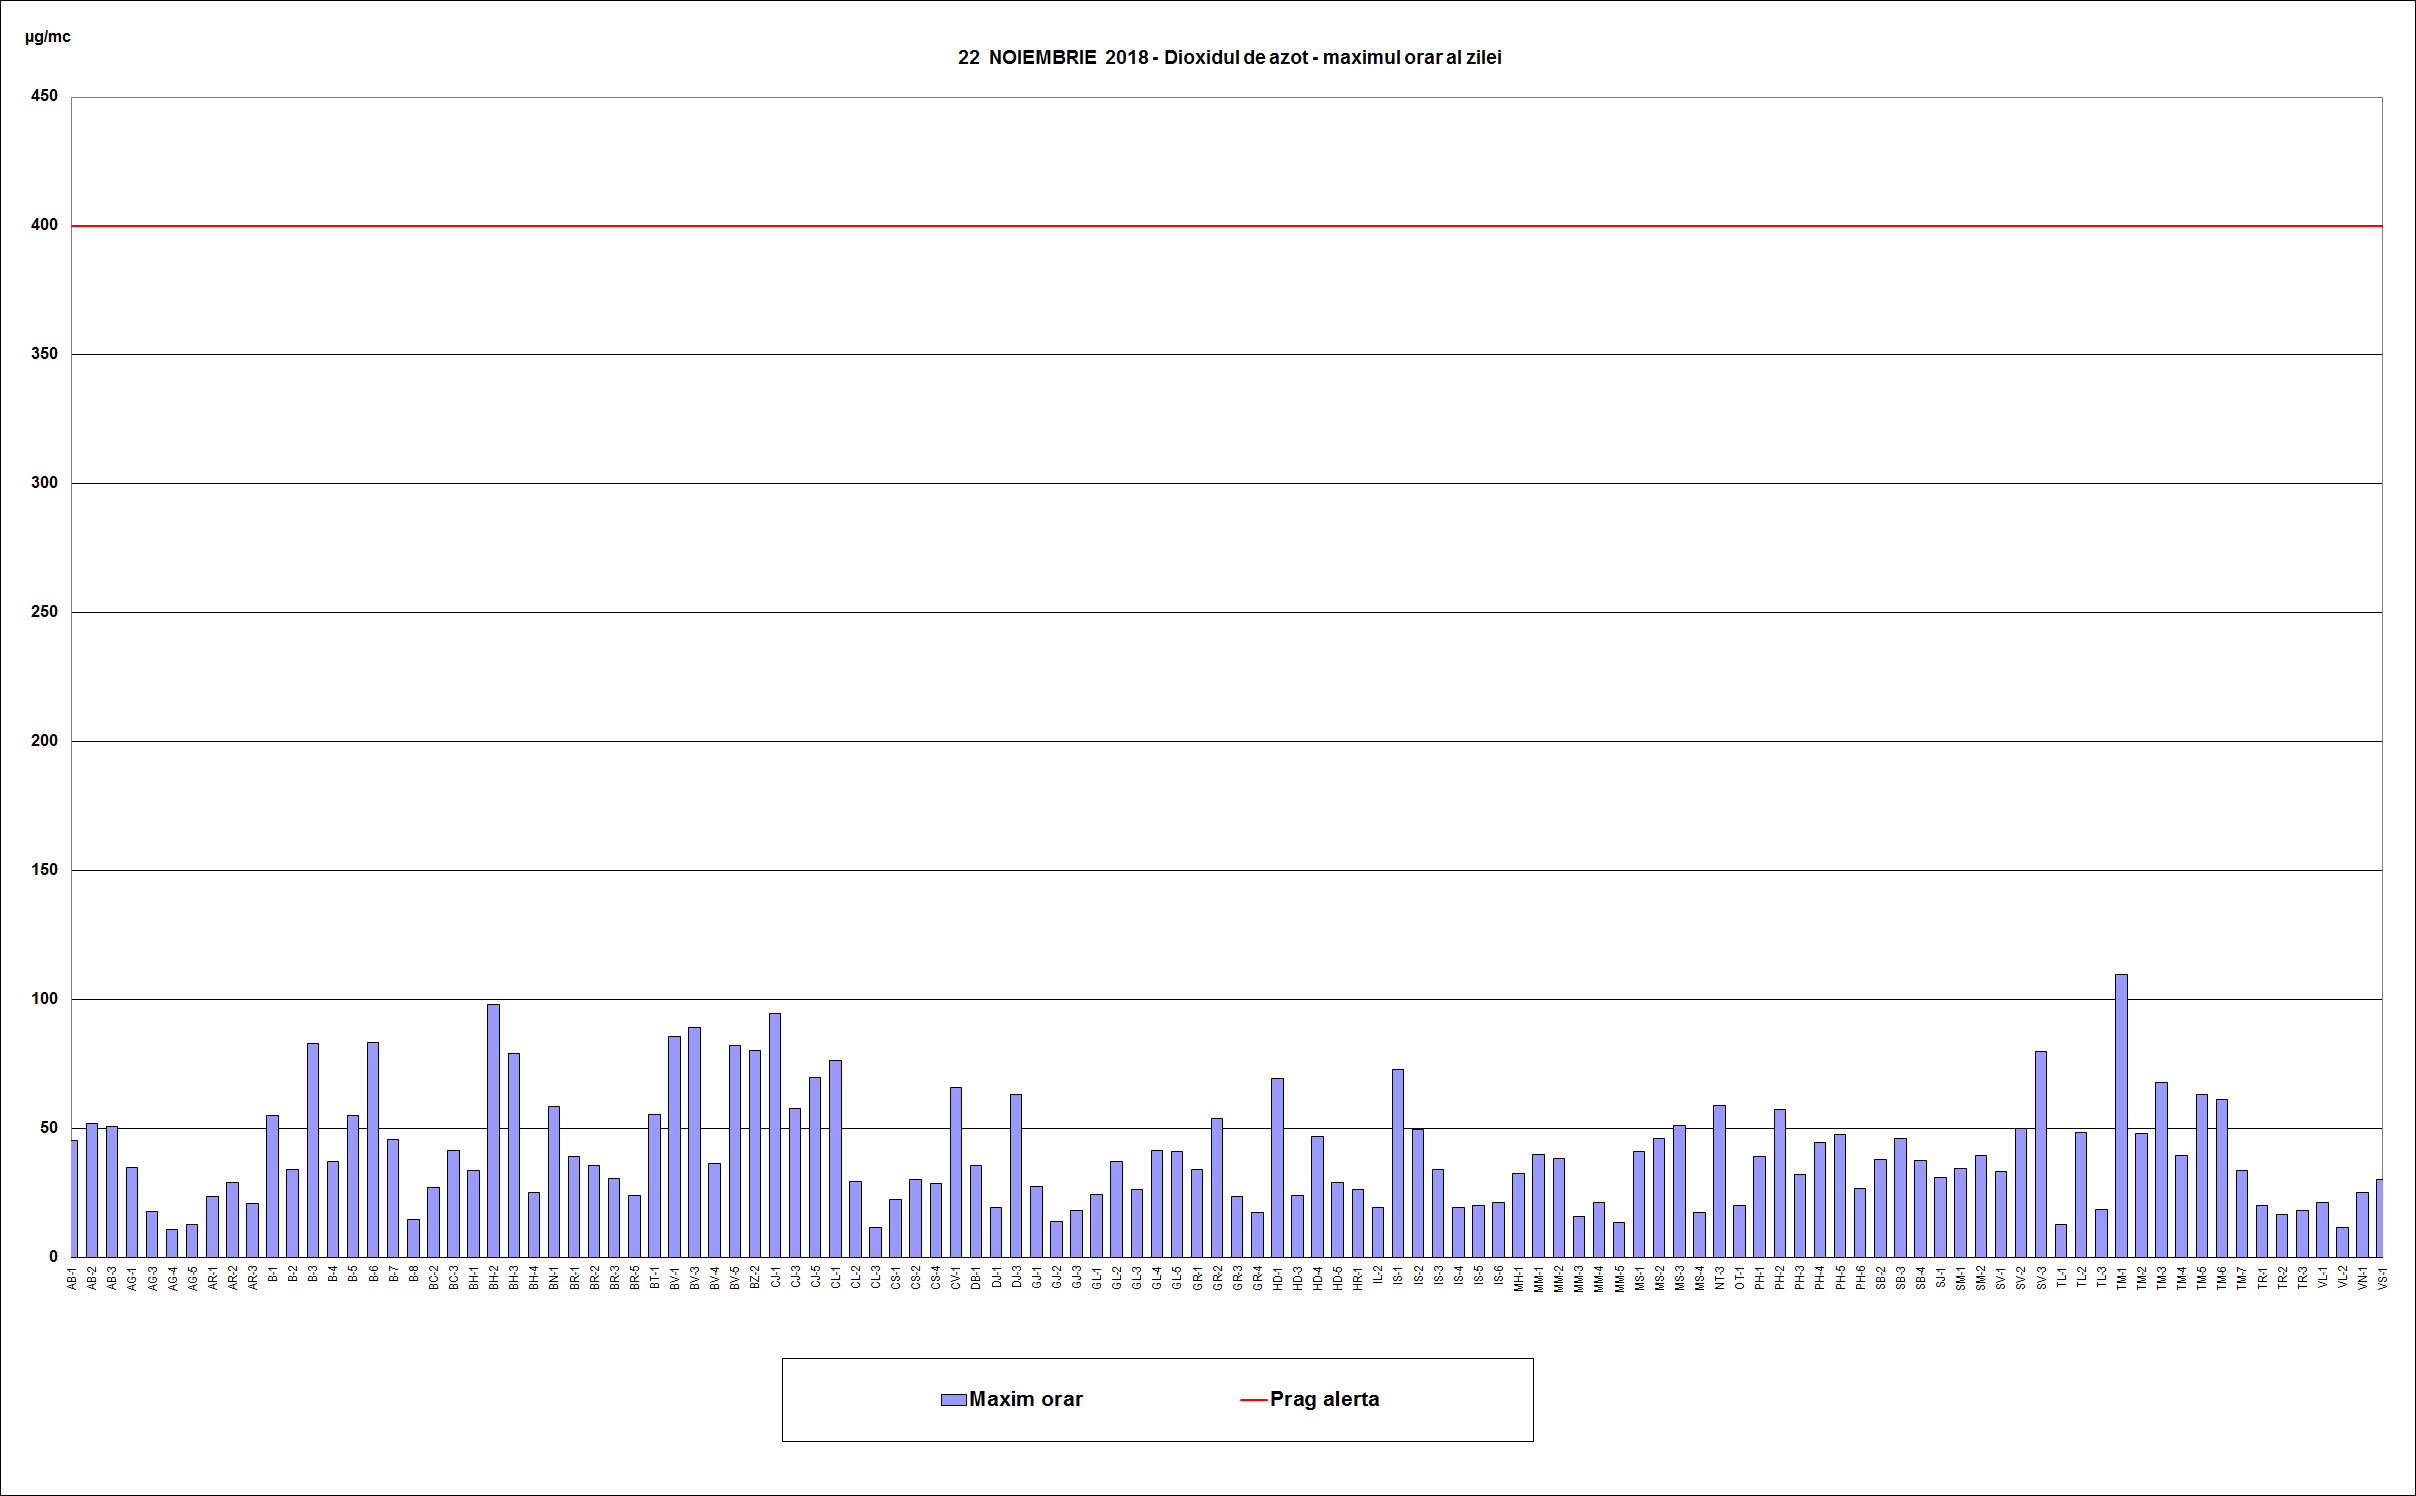 µg/mc
22 NOIEMBRIE 2018 - Dioxidul de azot - maximul orar al zilei
450
400
350
300
250
200
150
100
50
0
AB-1 AB-2 AB-3 AG-1 AG-3 AG-4 AG-5 AR-1 AR-2 AR-3 B-1 B-2 B-3 B-4 B-5 B-6 B-7 B-8 BC-2 BC-3 BH-1 BH-2 BH-3 BH-4 BN-1 BR-1 BR-2 BR-3 BR-5 BT-1 BV-1 BV-3 BV-4 BV-5 BZ-2 CJ-1 CJ-3 CJ-5 CL-1 CL-2 CL-3 CS-1 CS-2 CS-4 CV-1 DB-1 DJ-1 DJ-3 GJ-1 GJ-2 GJ-3 GL-1 GL-2 GL-3 GL-4 GL-5 GR-1 GR-2 GR-3 GR-4 HD-1 HD-3 HD-4 HD-5 HR-1 IL-2 IS-1 IS-2 IS-3 IS-4 IS-5 IS-6 MH-1 MM-1 MM-2 MM-3 MM-4 MM-5 MS-1 MS-2 MS-3 MS-4 NT-3 OT-1 PH-1 PH-2 PH-3 PH-4 PH-5 PH-6 SB-2 SB-3 SB-4 SJ-1 SM-1 SM-2 SV-1 SV-2 SV-3 TL-1 TL-2 TL-3 TM-1 TM-2 TM-3 TM-4 TM-5 TM-6 TM-7 TR-1 TR-2 TR-3 VL-1 VL-2 VN-1 VS-1
Maxim orar Prag alerta